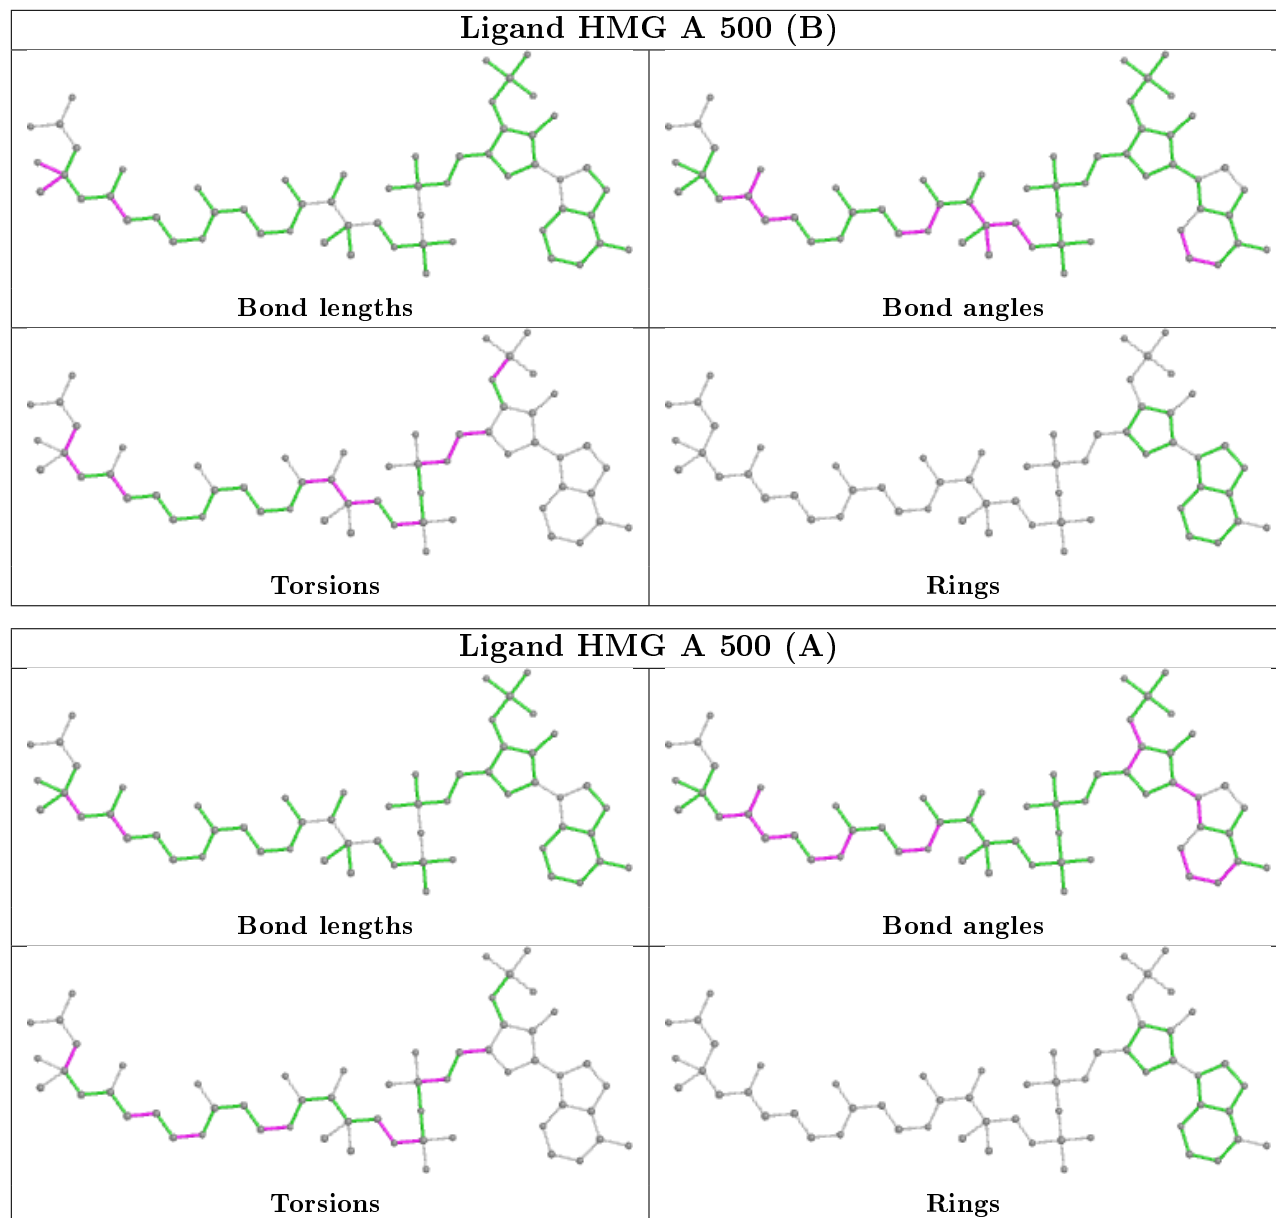 Ligand HMG A 500 (B)
Bond lengths
Bond angles
Torsions
Rings
Ligand HMG A 500 (A)
Bond lengths
Bond angles
Torsions
Rings